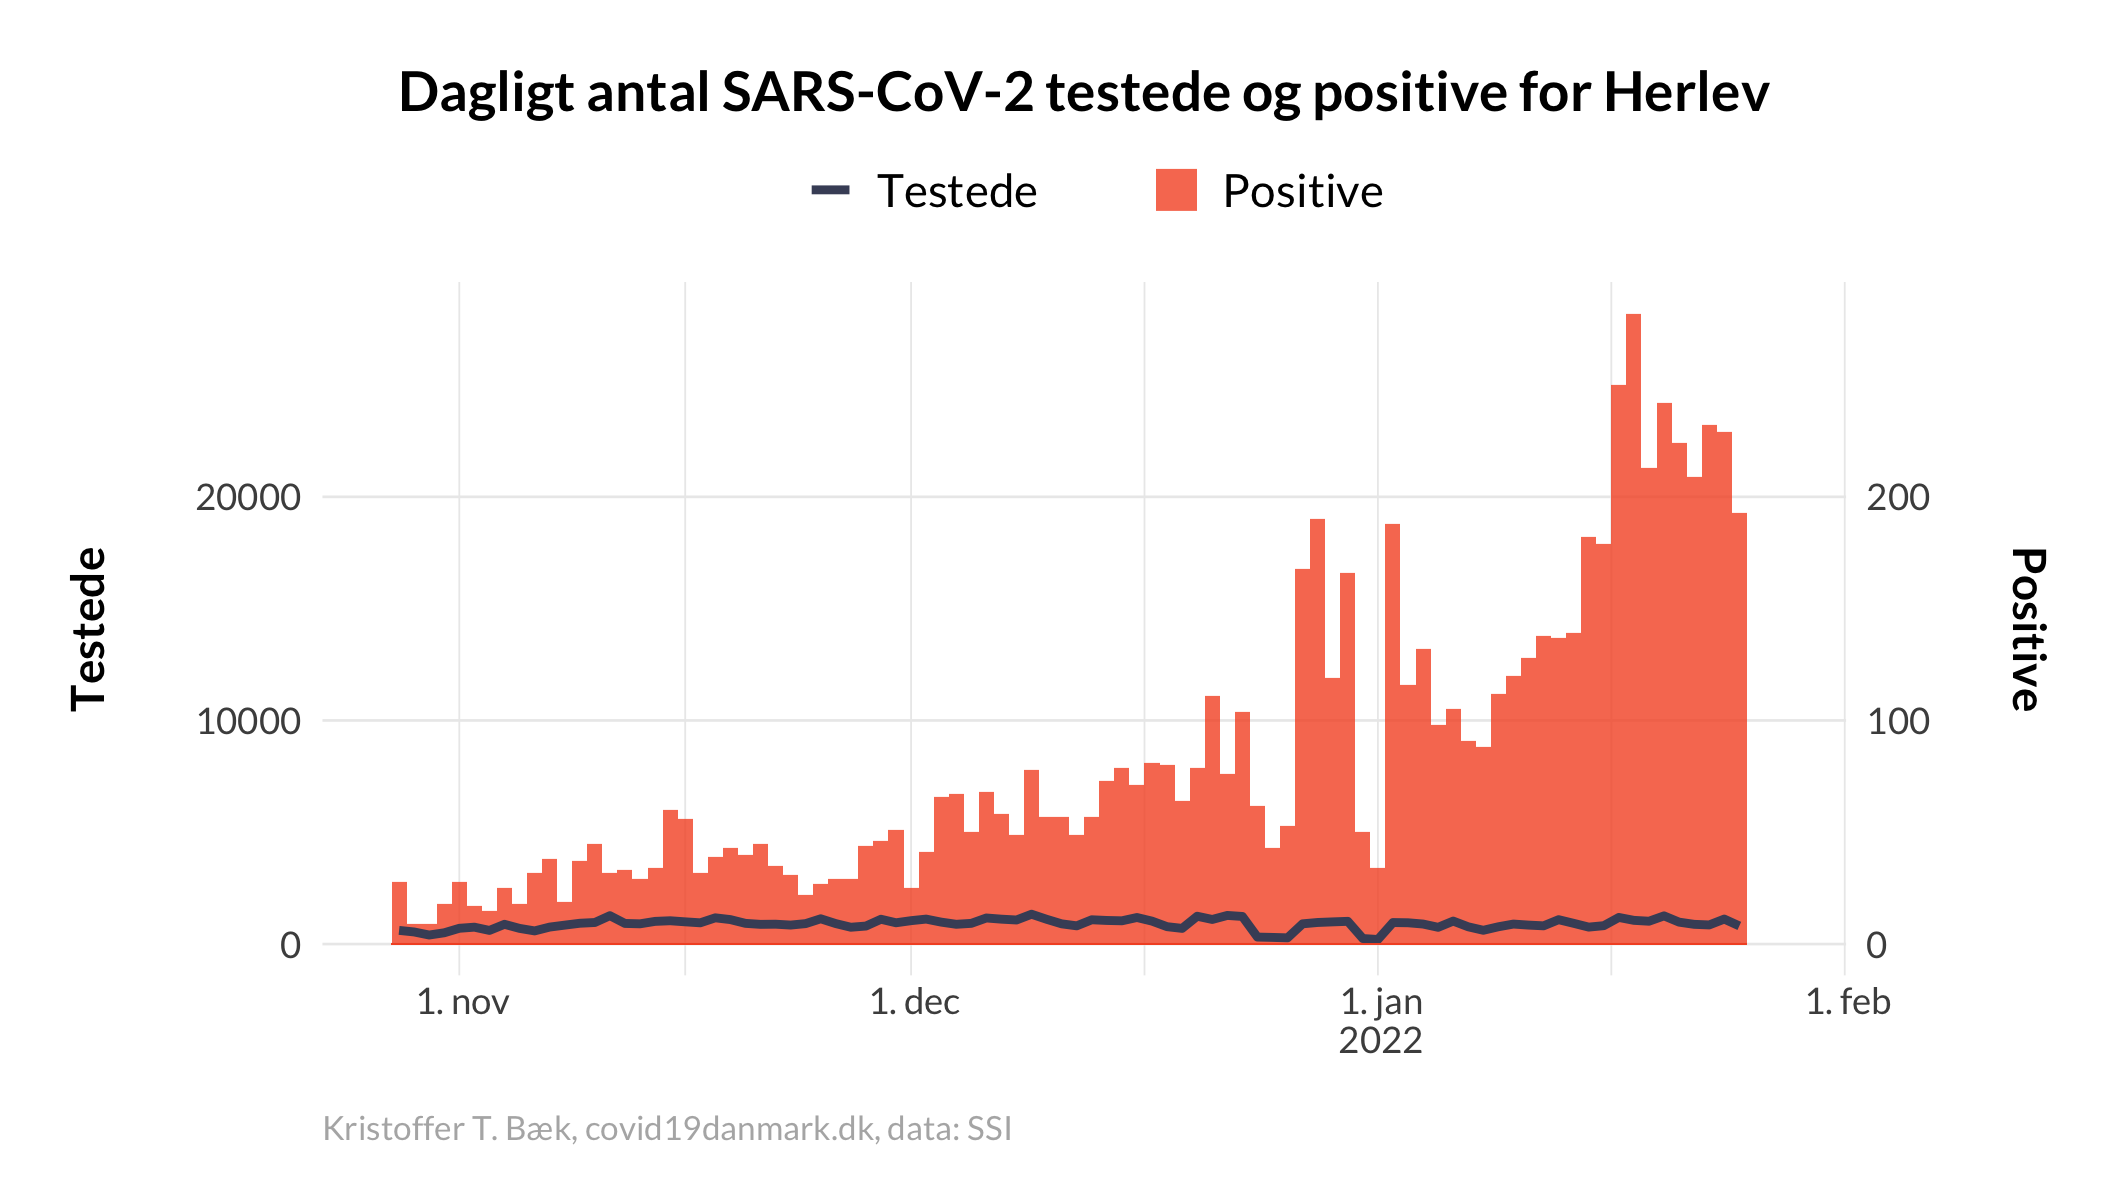 Dagligt antal SARS-CoV-2 testede og positive for Herlev
Testede
Positive
Testede
20000
10000
0
200
100
0
Positive
1. nov
1. dec
1. jan
2022
1. feb
Kristoffer T. Bæk, covid19danmark.dk, data: SSI